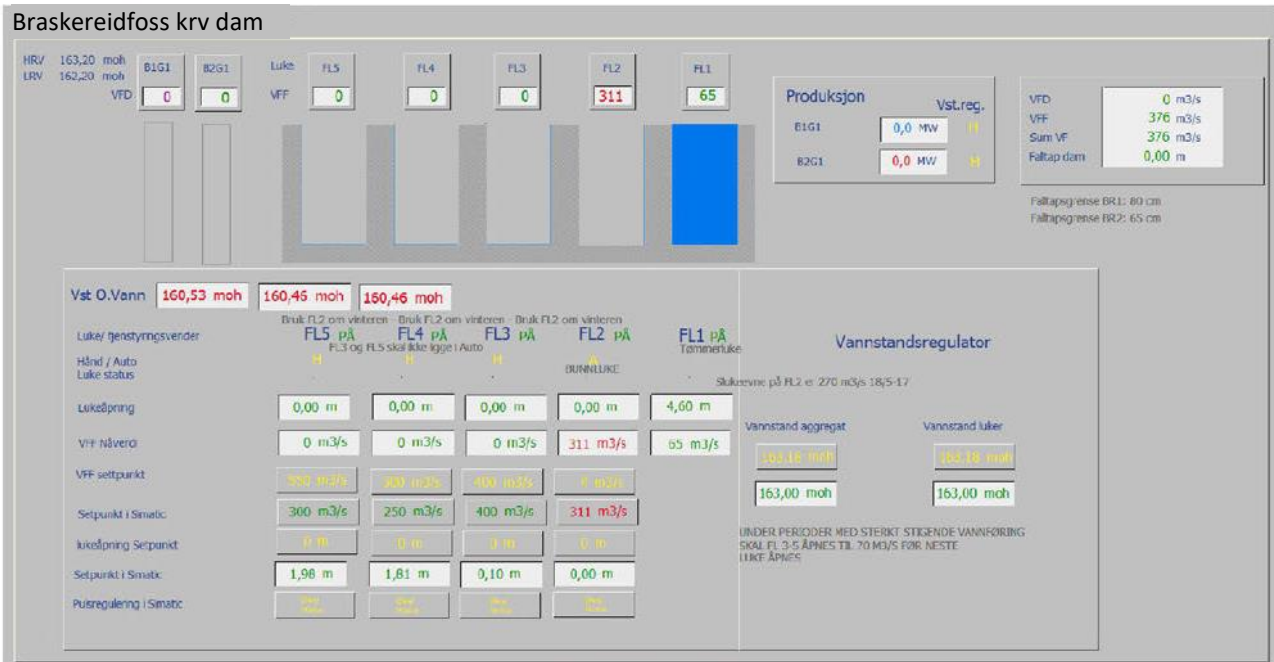 Braskereidfoss krv dam
HRV 163,20 moh
LRV 162,20 moh
B1G1 B2G1 Luke FL5 FL4 FL3 FL2 FL1
VFD 0 0 VFF 0 0 0 311 65
Produksjon Vst.reg.
B1G1 0,0 MW H
B2G1 0,0 MW H
VFD 0 m3/s
VFF 376 m3/s
Sum VF 376 m3/s
Faltap dam 0,00 m
Falltapsgrense BR1: 80 cm
Falltapsgrense BR2: 65 cm
Vst O.Vann 160,53 moh 160,46 moh 160,46 moh
Bruk FL2 om vinteren - Bruk FL2 om vinteren - Bruk FL2 om vinteren
Luke/ fjenstyringsvender FL5 PÅ FL4 PÅ FL3 PÅ FL2 PÅ FL1 PÅ
FL3 og FL5 skal ikke ligge i Auto
Tømmerluke
Hånd / Auto H H H A
Luke status . . . BUNNLUKE .
Vannstandsregulator
Slukeevne på FL2 er 270 m3/s 18/5-17
Lukeåpning 0,00 m 0,00 m 0,00 m 0,00 m 4,60 m
VFF Nåverdi 0 m3/s 0 m3/s 0 m3/s 311 m3/s 65 m3/s
Vannstand aggregat Vannstand luker
163,18 moh 163,18 moh
163,00 moh 163,00 moh
VFF settpunkt 300 m3/s 400 m3/s
Setpunkt i Simatic 300 m3/s 250 m3/s 400 m3/s 311 m3/s
lukeåpning Setpunkt 0 m 0 m 0 m 0 m
Setpunkt i Simatic 1,98 m 1,81 m 0,10 m 0,00 m
Pulsregulering i Simatic
UNDER PERIODER MED STERKT STIGENDE VANNFØRING
SKAL FL 3-5 ÅPNES TIL 70 M3/S FØR NESTE
LUKE ÅPNES